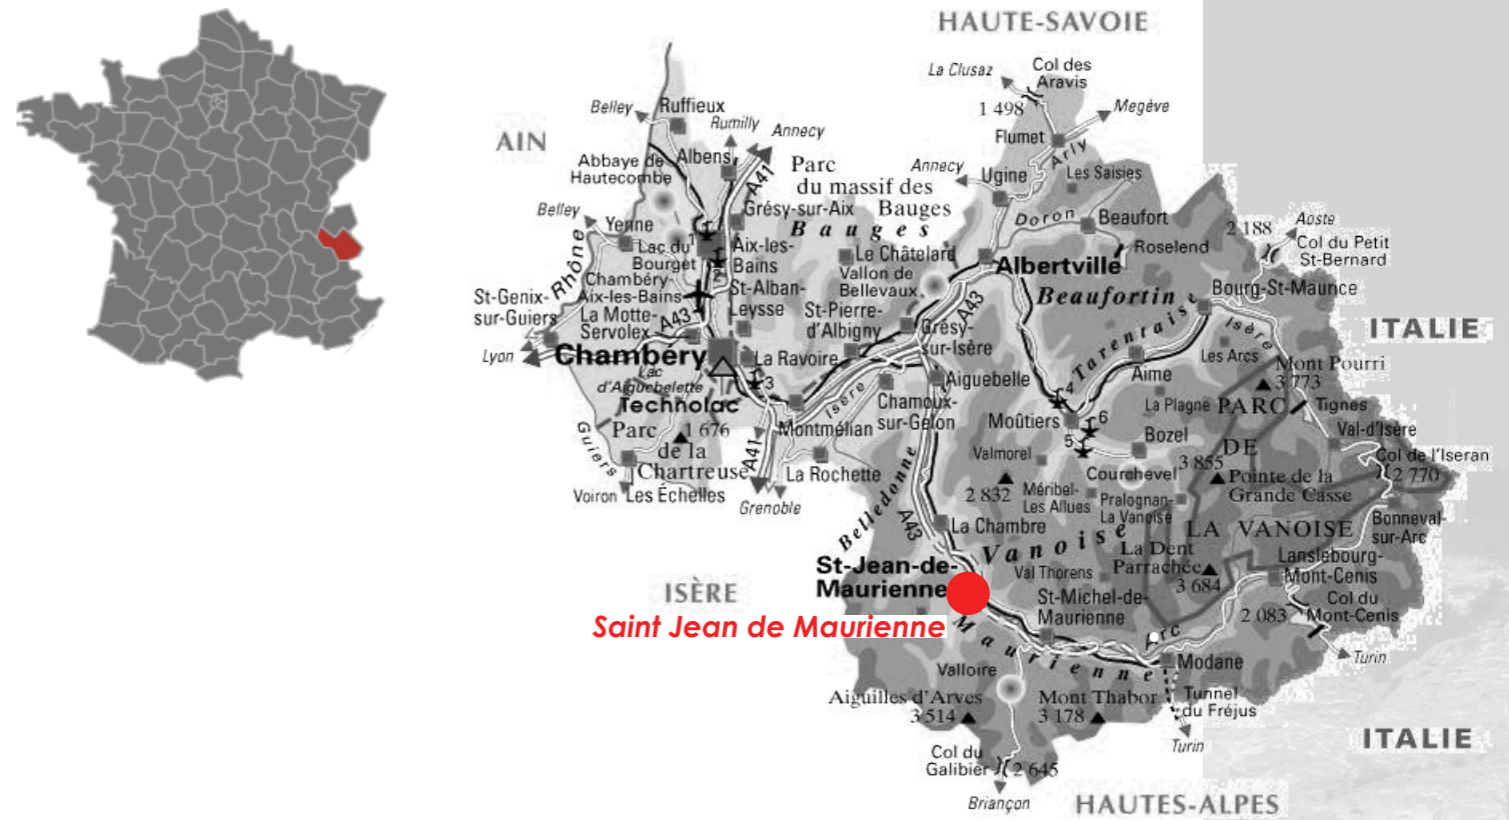 HAUTE-SAVOIE
La Clusaz
Col des
Aravis
1 498
Megève
Belley
Ruffieux
Rumilly
Annecy
Flumet
Arly
AIN
Abbaye de
Hautecombe
Albens
A41
Parc
du massif des
Bauges
Annecy
Ugine
Les Saisies
Belley
Yenne
Grésy-sur-Aix
Bauges
Doron
Beaufort
2 188
Aoste
Rhône
Lac du
Bourget
1
Aix-les-
Bains
2
Le Châtelard
Vallon de
Bellevaux
Albertville
Roselend
Col du Petit
St-Bernard
Chambéry-
Aix-les-Bains
St-Alban-
Leysse
Beaufortin
Bourg-St-Maurice
St-Genix-
sur-Guiers
La Motte-
Servolex
A43
St-Pierre-
d'Albigny
Grésy-
sur-Isère
A43
Tarentaise
Isère
ITALIE
Lyon
Chambéry
La Ravoire
Les Arcs
Mont Pourri
3 773
Lac
d'Aiguebelette
3
Isère
Aiguebelle
Aime
Technolac
Chamoux-
sur-Gelon
4
La Plagne
PARC
Tignes
Parc
de la
Chartreuse
1 676
Montmélian
Moûtiers
6
5
Bozel
Val-d'Isère
Guiers
A41
Valmorel
DE
Col de l'Iseran
2 770
La Rochette
Courchevel
3 855
Pointe de la
Grande Casse
Voiron
Les Échelles
Grenoble
2 832
Méribel-
Les Allues
Pralognan-
La Vanoise
Belledonne
A43
La Chambre
LA VANOISE
Bonneval-
sur-Arc
Vanoise
La Dent
Parrachée
3 684
Lanslebourg-
Mont-Cenis
St-Jean-de-
Maurienne
Val Thorens
ISÈRE
St-Michel-de-
Maurienne
2 083
Col du
Mont-Cenis
Saint Jean de Maurienne
Maurienne
Arc
Turin
Valloire
Modane
Aiguilles d'Arves
3 514
Mont Thabor
3 178
Tunnel
du Fréjus
Turin
ITALIE
Col du
Galibier
2 645
Briançon
HAUTES-ALPES